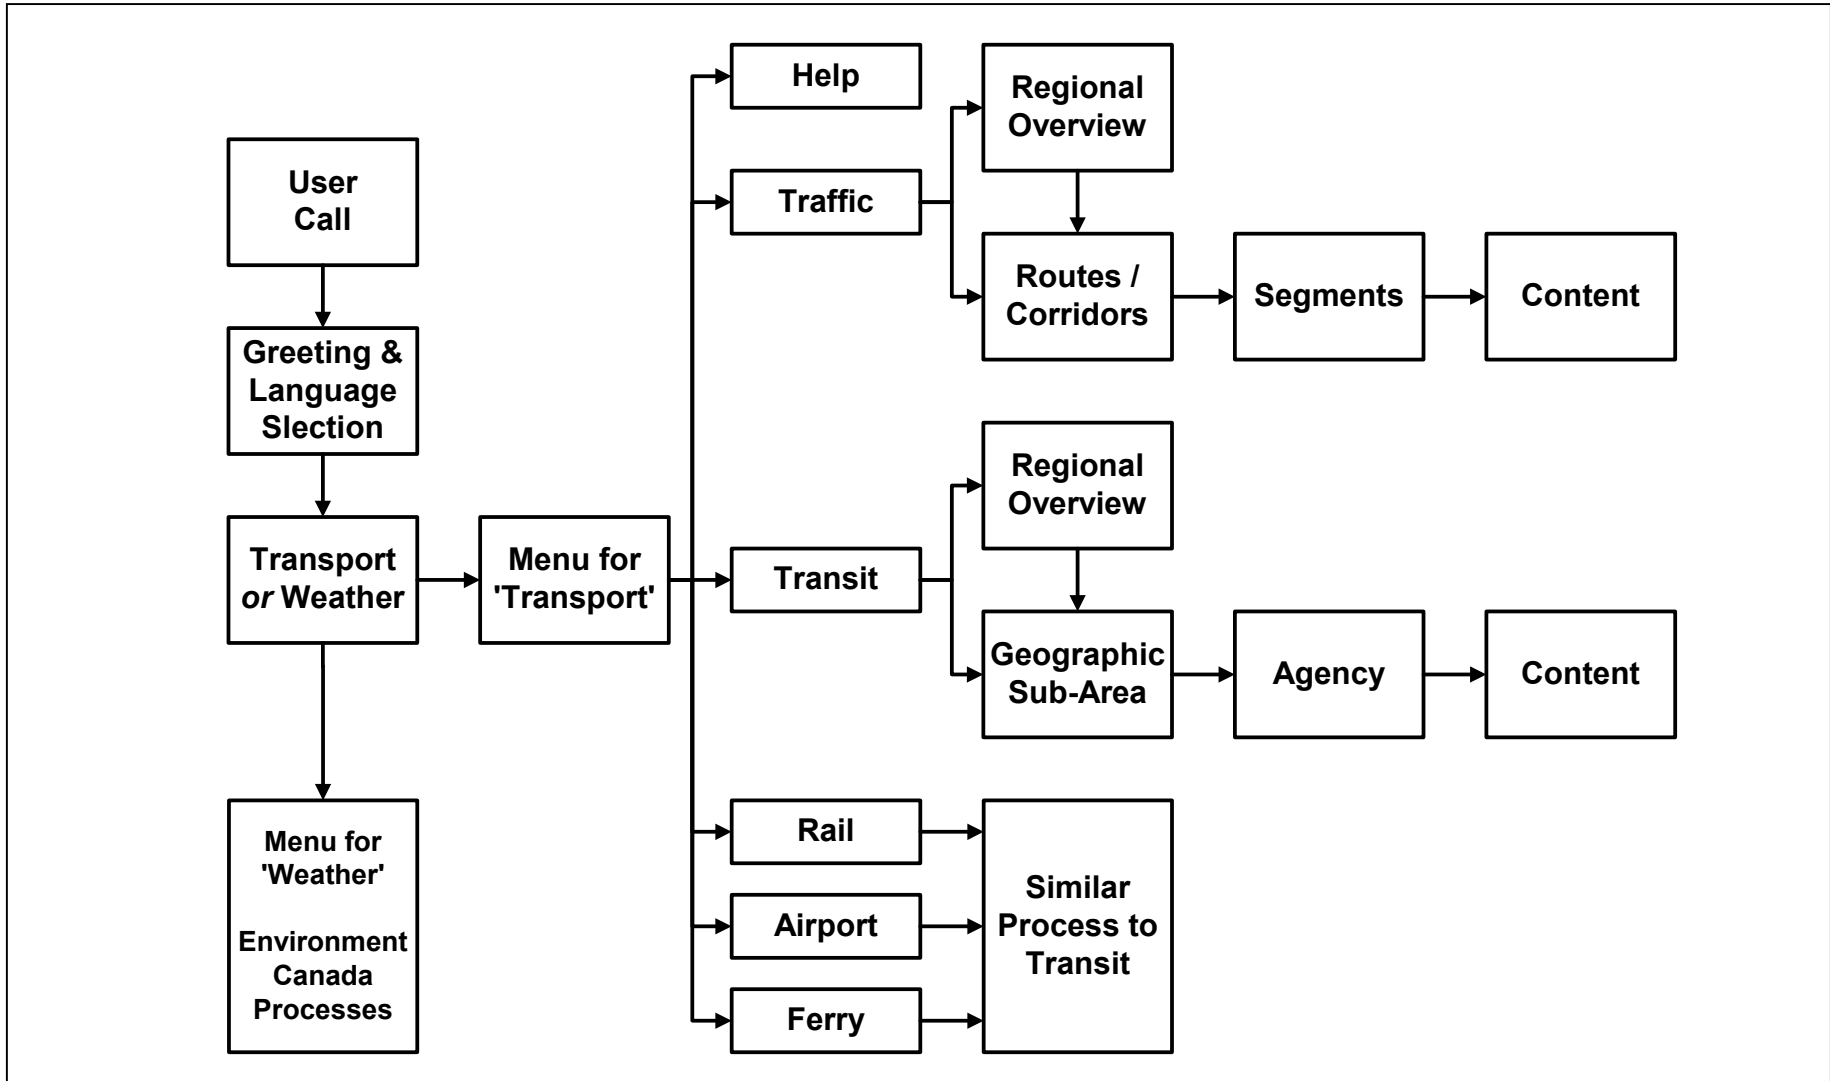 User
Call
Greeting &
Language
Slection
Transport
or Weather
Menu for
'Weather'
Environment
Canada
Processes
Menu for
'Transport'
Help
Traffic
Regional
Overview
Routes /
Corridors
Segments
Content
Transit
Regional
Overview
Geographic
Sub-Area
Agency
Content
Rail
Airport
Ferry
Similar
Process to
Transit